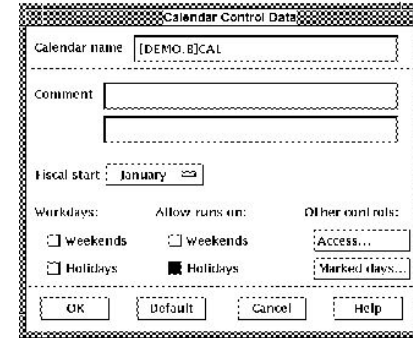 Calendar Control Data
Calendar name [DEMO.B]CAL
Comment
Fiscal start January
Workdays: Allow runs on: Other controls:
Weekends Weekends Access...
Holidays Holidays Marked days...
OK Default Cancel Help